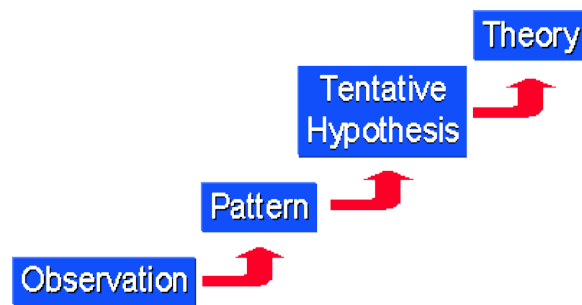 Theory
Tentative
Hypothesis
Pattern
Observation